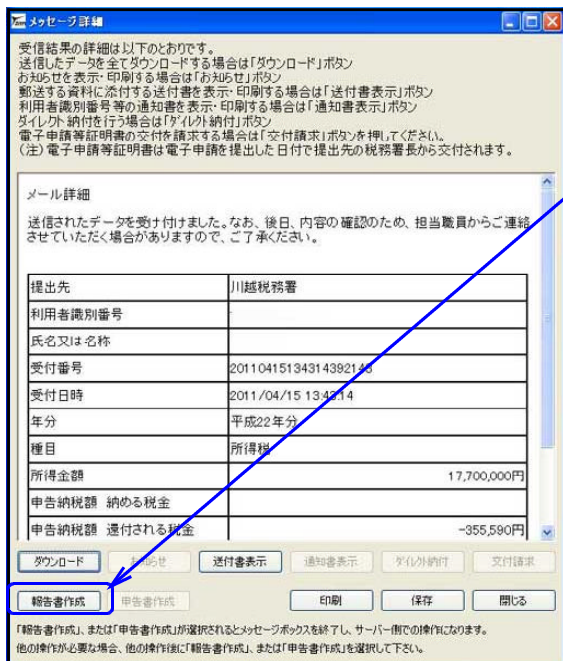 メッセージ詳細
受信結果の詳細は以下のとおりです。
送信したデータを全てダウンロードする場合は「ダウンロード」ボタン
お知らせを表示・印刷する場合は「お知らせ」ボタン
郵送する資料に添付する送付書を表示・印刷する場合は「送付書表示」ボタン
利用者識別番号等の通知書を表示・印刷する場合は「通知書表示」ボタン
ダイレクト納付を行う場合は「ダイレクト納付」ボタン
電子申請等証明書の交付を請求する場合は「交付請求」ボタンを押してください。
(注)電子申請等証明書は電子申請を提出した日付で提出先の税務署長から交付されます。
メール詳細
送信されたデータを受け付けました。なお、後日、内容の確認のため、担当職員からご連絡
させていただく場合がありますので、ご了承ください。
提出先 川越税務署
利用者識別番号
氏名又は名称
受付番号
受付日時 2011/04/15 13:43:14
年分 平成22年分
種目 所得税
所得金額 17,700,000円
申告納税額 納める税金
申告納税額 還付される税金 -355,590円
ダウンロード お知らせ 送付書表示 通知書表示 ダイレクト納付 交付請求
報告書作成 申告書作成 印刷 保存 閉じる
「報告書作成」、または「申告書作成」が選択されるとメッセージボックスを終了し、サーバー側での操作になります。
他の操作が必要な場合、他の操作後に「報告書作成」、または「申告書作成」を選択して下さい。